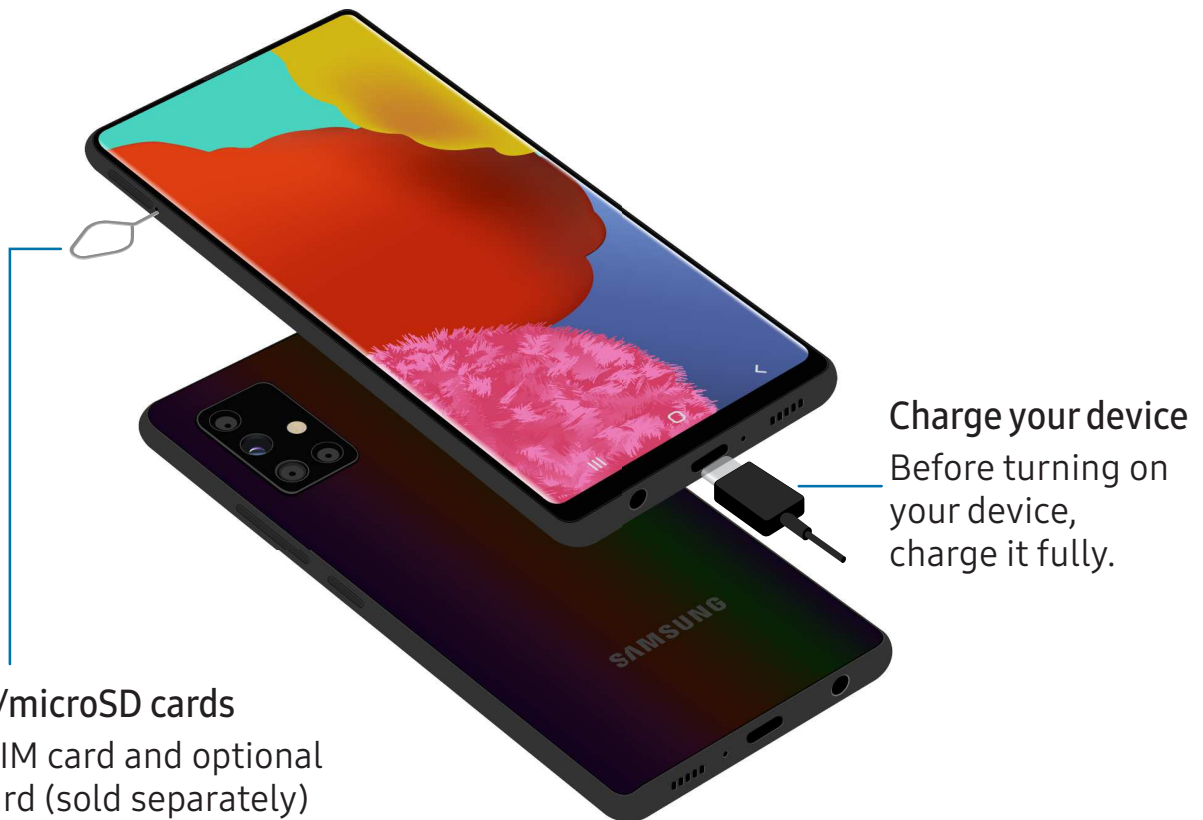 Charge your device
Before turning on
your device,
charge it fully.
SAMSUNG
/microSD cards
IM card and optional
rd (sold separately)